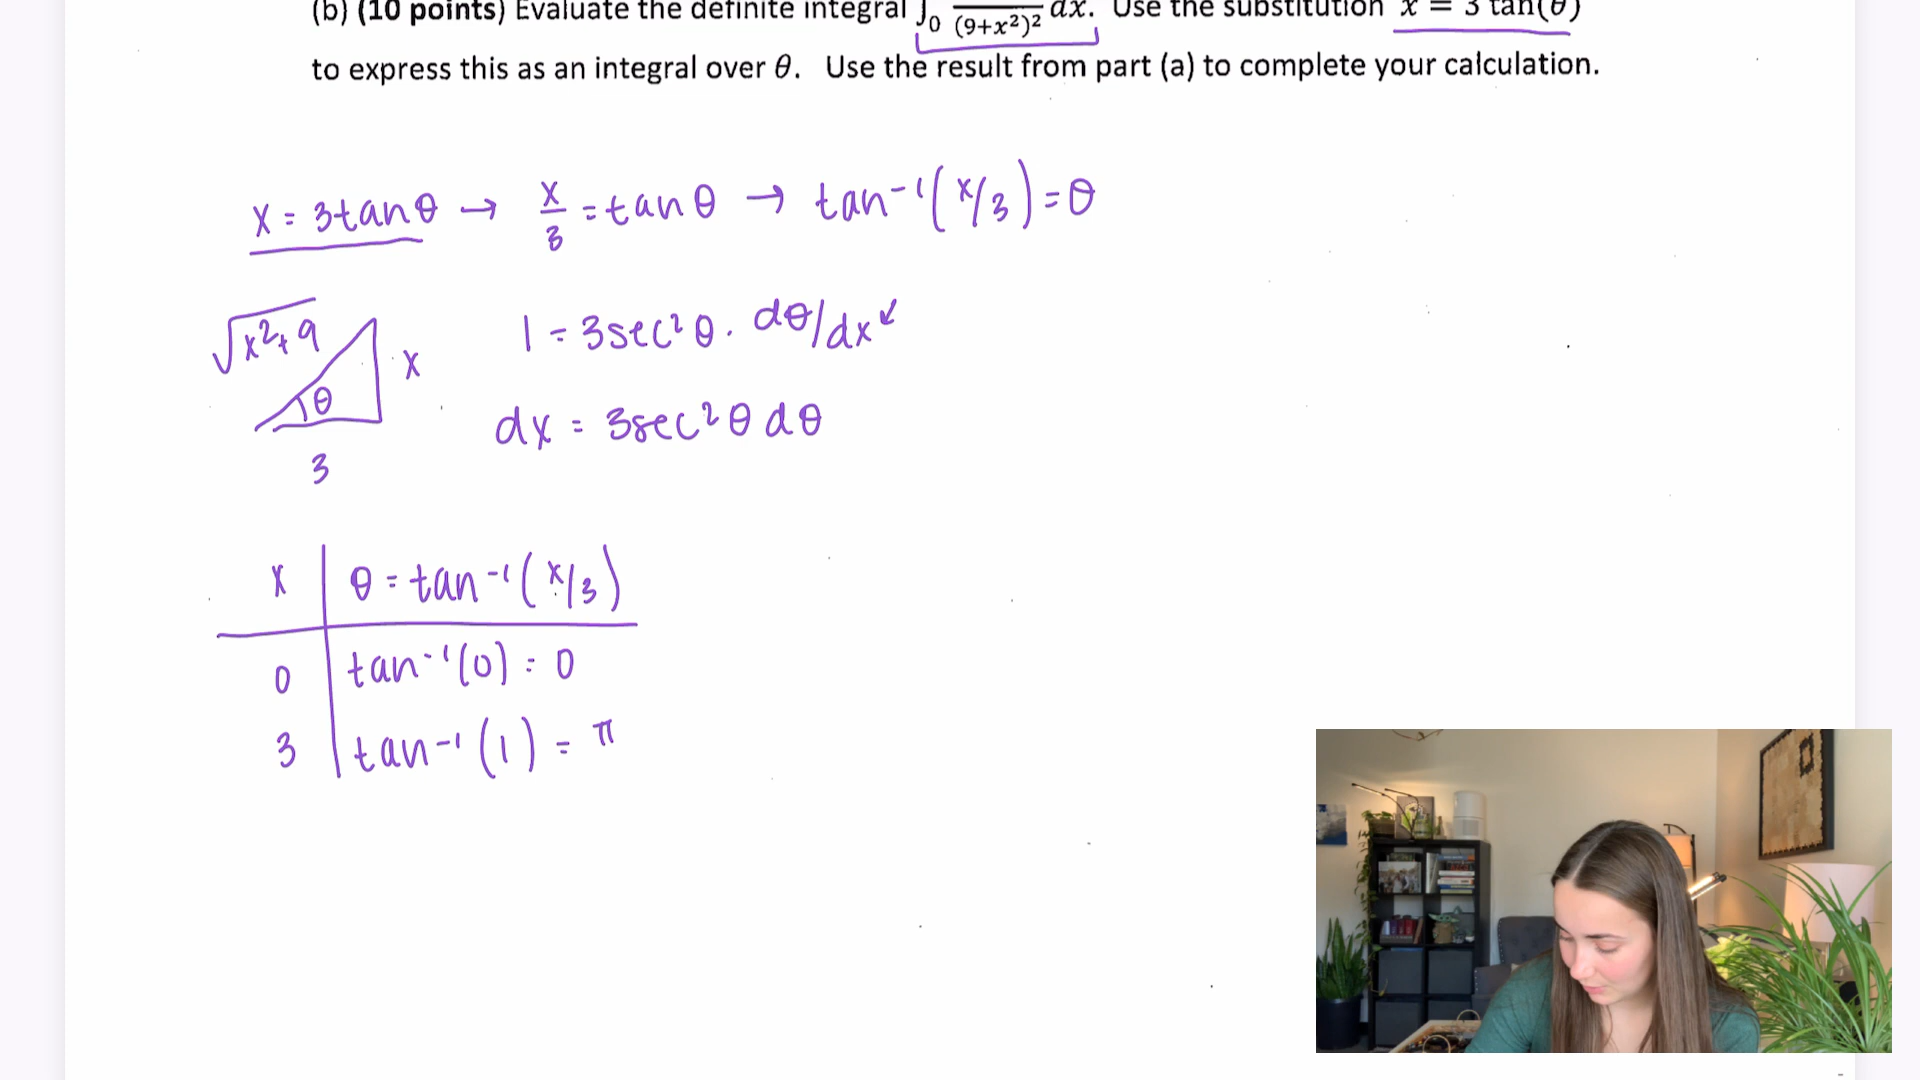 (b) (10 points) Evaluate the definite integral ∫₀ 1/(9+x²)² dx. Use the substitution x = 3 tan(θ)
to express this as an integral over θ. Use the result from part (a) to complete your calculation.
x = 3tanθ → x/3 = tanθ → tan⁻¹(x/3) = θ
√x²+9
x
θ
3
1 = 3sec²θ · dθ/dx
dx = 3sec²θ dθ
x | θ = tan⁻¹(x/3)
0 | tan⁻¹(0) = 0
3 | tan⁻¹(1) = π